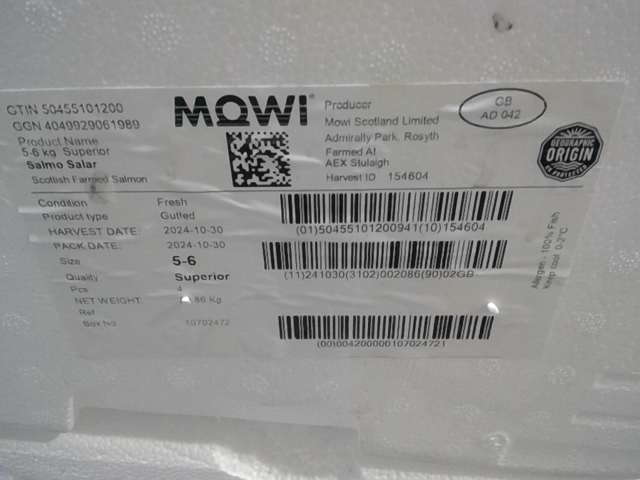 GTIN 50455101200
GGN 4049929061989
Product Name
5-6 kg Superior
Salmo Salar
Scottish Farmed Salmon
MOWI
Producer
Mowi Scotland Limited
Admiralty Park, Rosyth
Farmed At
AEX Stulaigh
Harvest ID 154604
GB
AD 042
GEOGRAPHIC
ORIGIN
Condition Fresh
Product type Gutted
HARVEST DATE 2024-10-30
PACK DATE. 2024-10-30
Size 5-6
Quality Superior
Pcs 4
NET WEIGHT .86 Kg
Ref
Box No 10702472
(01)50455101200941(10)154604
(11)241030(3102)002086(90)02GB
(00)004200000107024721
Allergen - 100% Fish
Keep cool 0-2°C